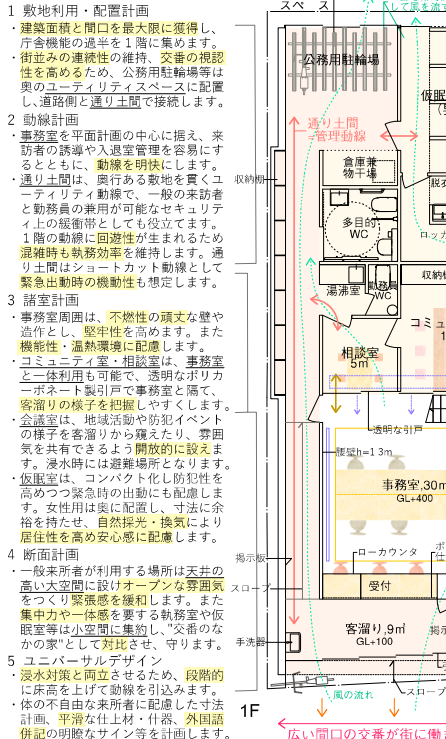 1 敷地利用・配置計画
・建築面積と間口を最大限に獲得し、
庁舎機能の過半を1階に集めます。
・街並みの連続性の維持、交番の視認
性を高めるため、公務用駐輪場等は
奥のユーティリティスペースに配置
し、道路側と通り土間で接続します。
2 動線計画
・事務室を平面計画の中心に据え、来
訪者の誘導や入退室管理を容易にす
るとともに、動線を明快にします。
・通り土間は、奥行ある敷地を貫くユ
ーティリティ動線で、一般の来訪者
と勤務員の兼用が可能なセキュリテ
ィ上の緩衝帯としても役立てます。
1階の動線に回遊性が生まれるため
混雑時も執務効率を維持します。通
り土間はショートカット動線として
緊急出動時の機動性も想定します。
3 諸室計画
・事務室周囲は、不燃性の頑丈な壁や
造作とし、堅牢性を高めます。また
機能性・温熱環境に配慮します。
・コミュニティ室・相談室は、事務室
と一体利用も可能で、透明なポリカ
ーボネート製引戸で事務室と隔て、
客溜りの様子を把握しやすくします。
・会議室は、地域活動や防犯イベント
の様子を客溜りから窺えたり、雰囲
気を共有できるよう開放的に設えま
す。浸水時には避難場所となります。
・仮眠室は、コンパクト化し防犯性を
高めつつ緊急時の出動にも配慮しま
す。女性用は奥に配置し、寸法に余
裕を持たせ、自然採光・換気により
居住性を高め安心感に配慮します。
4 断面計画
・一般来所者が利用する場所は天井の
高い大空間に設けオープンな雰囲気
をつくり緊張感を緩和します。また
集中力や一体感を要する執務室や仮
眠室等は小空間に集約し、"交番のな
かの家"として対比させ、守ります。
5 ユニバーサルデザイン
・浸水対策と両立させるため、段階的
に床高を上げて動線を引込みます。
・体の不自由な来所者に配慮した寸法
計画、平滑な仕上材・什器、外国語
併記の明瞭なサイン等を計画します。
スペ ス
して風を流す
公務用駐輪場
仮眠
通り土間
=管理動線
倉庫兼
物干場
収納棚
脱衣
多目的
WC
ロッカ
湯沸室
勤務員
WC
収納棚
コミュ
相談室
5㎡
透明な引戸
腰壁h=1.3m
事務室,30㎡
GL+400
掲示板
ローカウンタ
スロープ
受付
客溜り,9㎡
GL+100
掲示
手洗器
風の流れ
スロープ
1F
広い間口の交番が街に働き